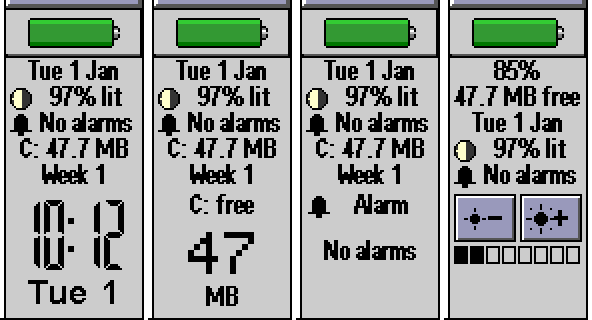 Tue 1 Jan
97% lit
No alarms
C: 47.7 MB
Week 1
10:12
Tue 1
Tue 1 Jan
97% lit
No alarms
C: 47.7 MB
Week 1
C: free
47
MB
Tue 1 Jan
97% lit
No alarms
C: 47.7 MB
Week 1
Alarm
No alarms
85%
47.7 MB free
Tue 1 Jan
97% lit
No alarms
- +